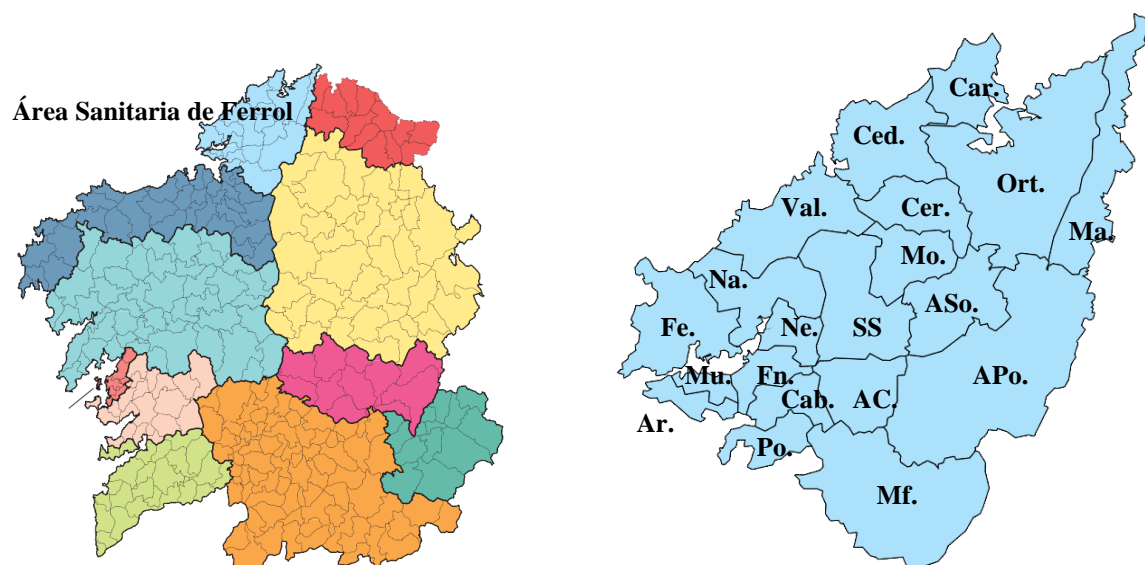 Área Sanitaria de Ferrol
Car.
Ced.
Ort.
Val.
Cer.
Ma.
Mo.
Na.
ASo.
Fe.
Ne.
SS
Mu.
Fn.
APo.
Cab.
AC.
Ar.
Po.
Mf.